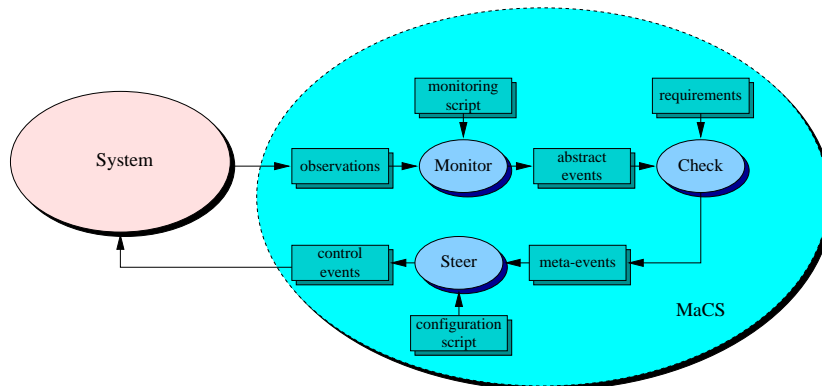 monitoring
script
requirements
System
observations
Monitor
abstract
events
Check
control
events
Steer
meta-events
MaCS
configuration
script